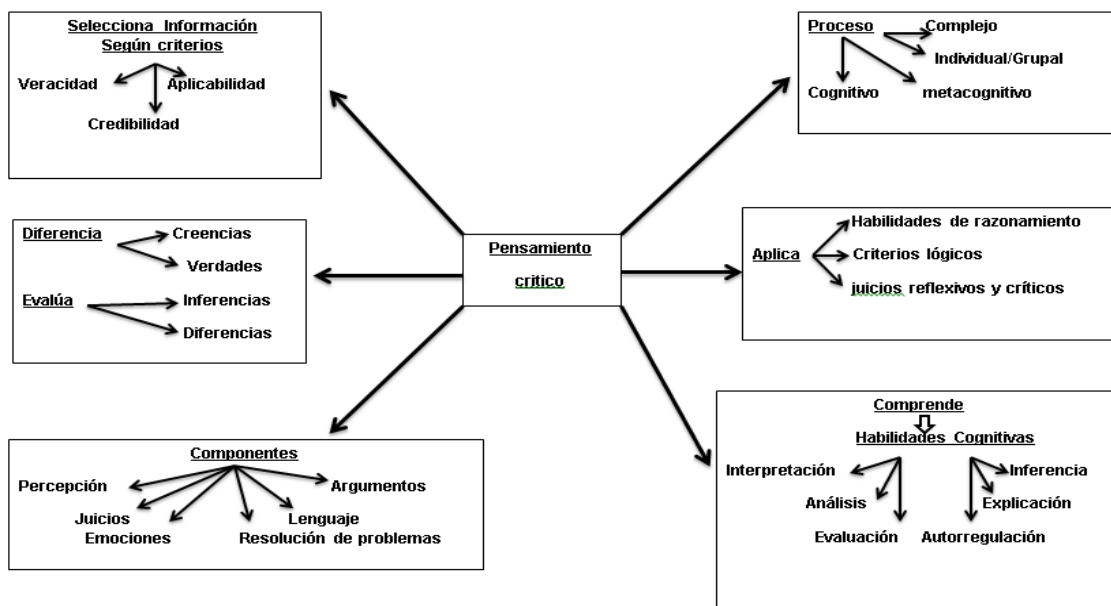 Selecciona Información
Según criterios
Veracidad
Aplicabilidad
Credibilidad
Proceso
Complejo
Individual/Grupal
Cognitivo
metacognitivo
Diferencia
Creencias
Verdades
Evalúa
Inferencias
Diferencias
Pensamiento
critico
Aplica
Habilidades de razonamiento
Criterios lógicos
juicios reflexivos y críticos
Componentes
Percepción
Argumentos
Juicios
Lenguaje
Emociones
Resolución de problemas
Comprende
Habilidades Cognitivas
Interpretación
Inferencia
Análisis
Explicación
Evaluación
Autorregulación